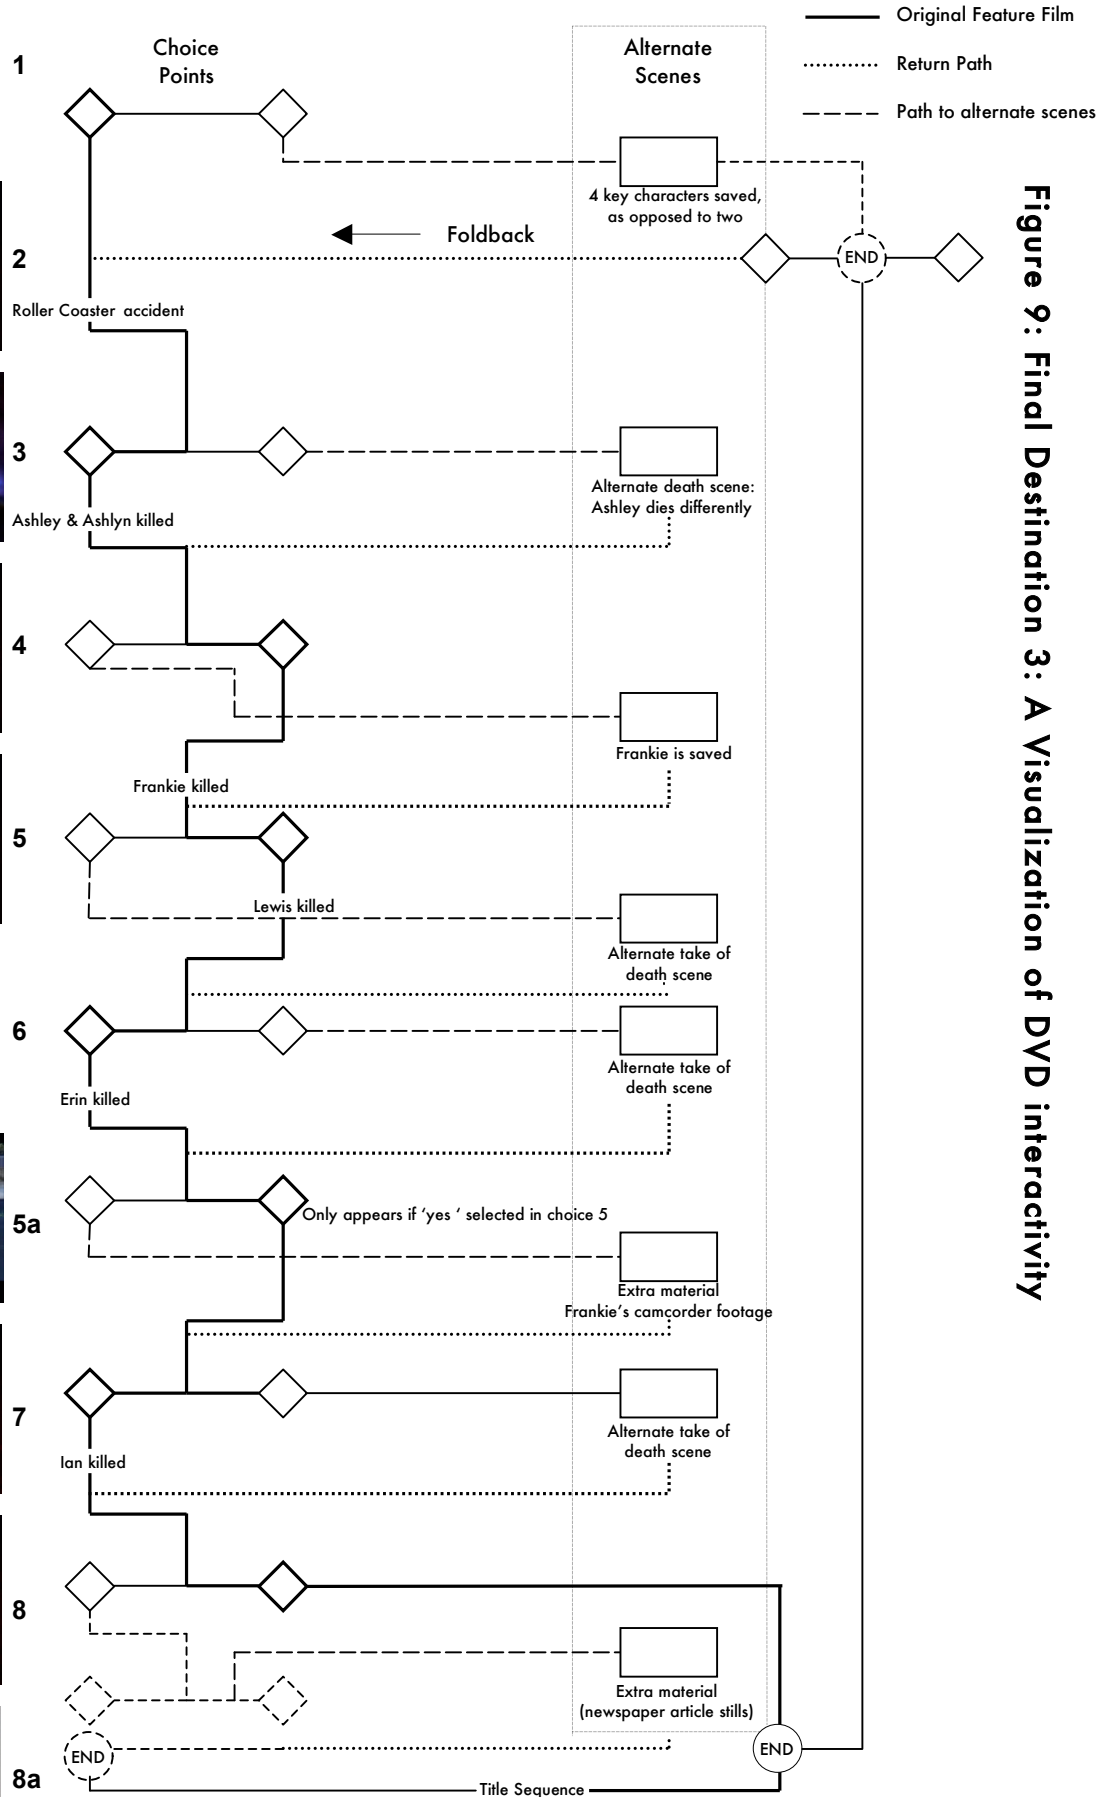 Original Feature Film
Return Path
Path to alternate scenes
Choice
Points
Alternate
Scenes
1
4 key characters saved,
as opposed to two
Foldback
2
END
Roller Coaster accident
3
Alternate death scene:
Ashley dies differently
Ashley & Ashlyn killed
4
Frankie is saved
Frankie killed
5
Lewis killed
Alternate take of
death scene
6
Alternate take of
death scene
Erin killed
5a
Only appears if ‘yes ‘ selected in choice 5
Extra material
Frankie’s camcorder footage
7
Alternate take of
death scene
Ian killed
8
Extra material
(newspaper article stills)
END
END
8a
Title Sequence
Figure 9: Final Destination 3: A Visualization of DVD interactivity